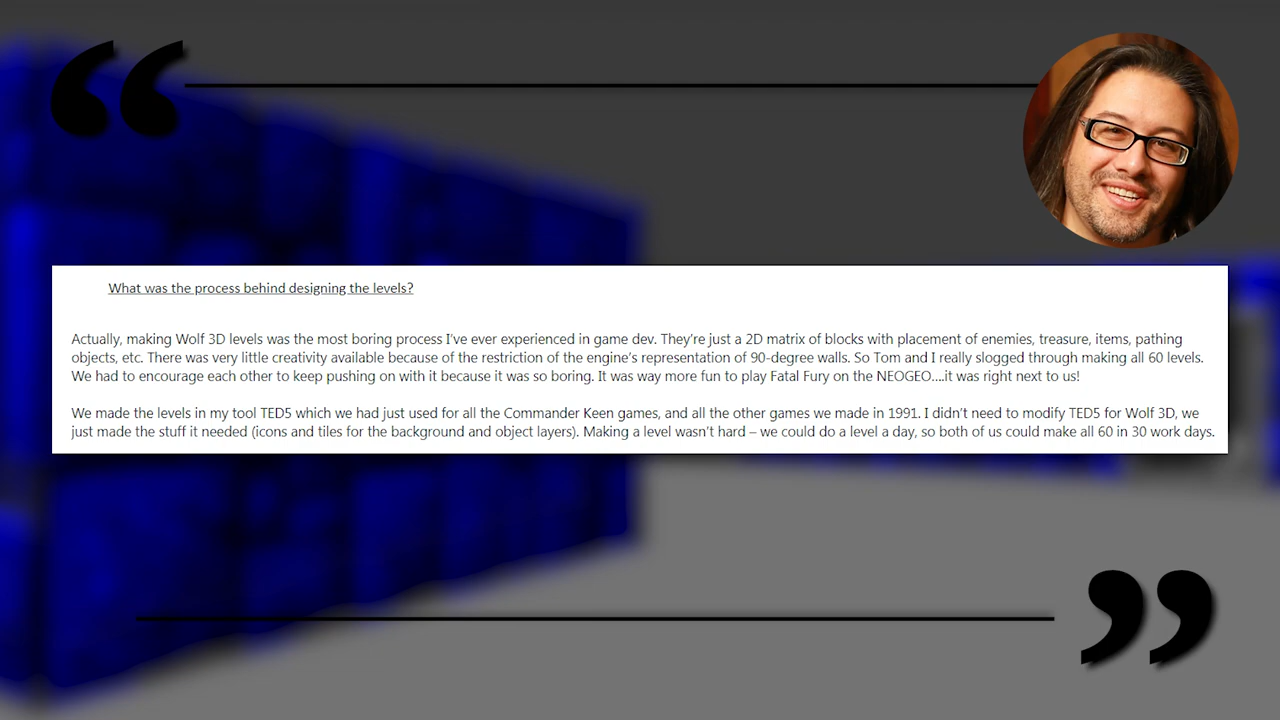 What was the process behind designing the levels?
Actually, making Wolf 3D levels was the most boring process I've ever experienced in game dev. They're just a 2D matrix of blocks with placement of enemies, treasure, items, pathing
objects, etc. There was very little creativity available because of the restriction of the engine's representation of 90-degree walls. So Tom and I really slogged through making all 60 levels.
We had to encourage each other to keep pushing on with it because it was so boring. It was way more fun to play Fatal Fury on the NEOGEO....it was right next to us!
We made the levels in my tool TED5 which we had just used for all the Commander Keen games, and all the other games we made in 1991. I didn't need to modify TED5 for Wolf 3D, we
just made the stuff it needed (icons and tiles for the background and object layers). Making a level wasn't hard – we could do a level a day, so both of us could make all 60 in 30 work days.